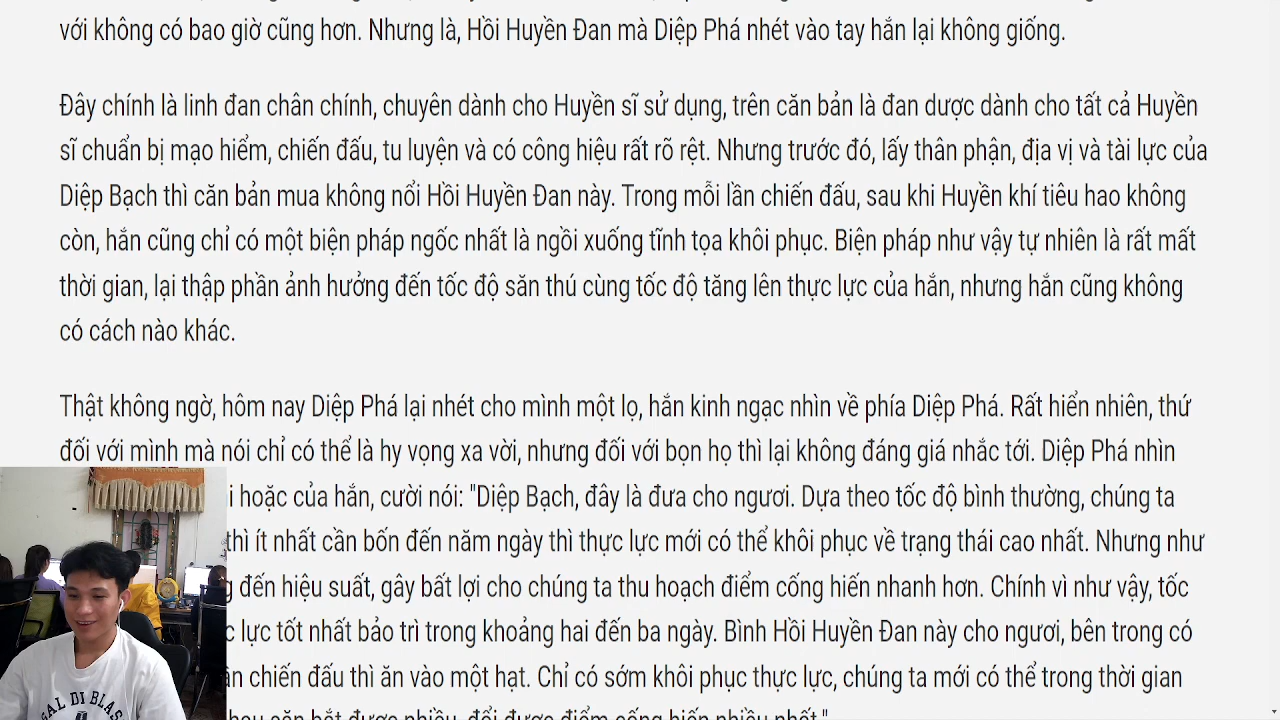 với không có bao giờ cũng hơn. Nhưng là, Hồi Huyền Đan mà Diệp Phá nhét vào tay hắn lại không giống.
Đây chính là linh đan chân chính, chuyên dành cho Huyền sĩ sử dụng, trên căn bản là đan dược dành cho tất cả Huyền
sĩ chuẩn bị mạo hiểm, chiến đấu, tu luyện và có công hiệu rất rõ rệt. Nhưng trước đó, lấy thân phận, địa vị và tài lực của
Diệp Bạch thì căn bản mua không nổi Hồi Huyền Đan này. Trong mỗi lần chiến đấu, sau khi Huyền khí tiêu hao không
còn, hắn cũng chỉ có một biện pháp ngốc nhất là ngồi xuống tĩnh tọa khôi phục. Biện pháp như vậy tự nhiên là rất mất
thời gian, lại thập phần ảnh hưởng đến tốc độ săn thú cùng tốc độ tăng lên thực lực của hắn, nhưng hắn cũng không
có cách nào khác.
Thật không ngờ, hôm nay Diệp Phá lại nhét cho mình một lọ, hắn kinh ngạc nhìn về phía Diệp Phá. Rất hiển nhiên, thứ
đối với mình mà nói chỉ có thể là hy vọng xa vời, nhưng đối với bọn họ thì lại không đáng giá nhắc tới. Diệp Phá nhìn
hoặc của hắn, cười nói: "Diệp Bạch, đây là đưa cho ngươi. Dựa theo tốc độ bình thường, chúng ta
thì ít nhất cần bốn đến năm ngày thì thực lực mới có thể khôi phục về trạng thái cao nhất. Nhưng như
đến hiệu suất, gây bất lợi cho chúng ta thu hoạch điểm cống hiến nhanh hơn. Chính vì như vậy, tốc
lực tốt nhất bảo trì trong khoảng hai đến ba ngày. Bình Hồi Huyền Đan này cho ngươi, bên trong có
chiến đấu thì ăn vào một hạt. Chỉ có sớm khôi phục thực lực, chúng ta mới có thể trong thời gian
săn bắt được nhiều, đổi được điểm cống hiến nhiều nhất."